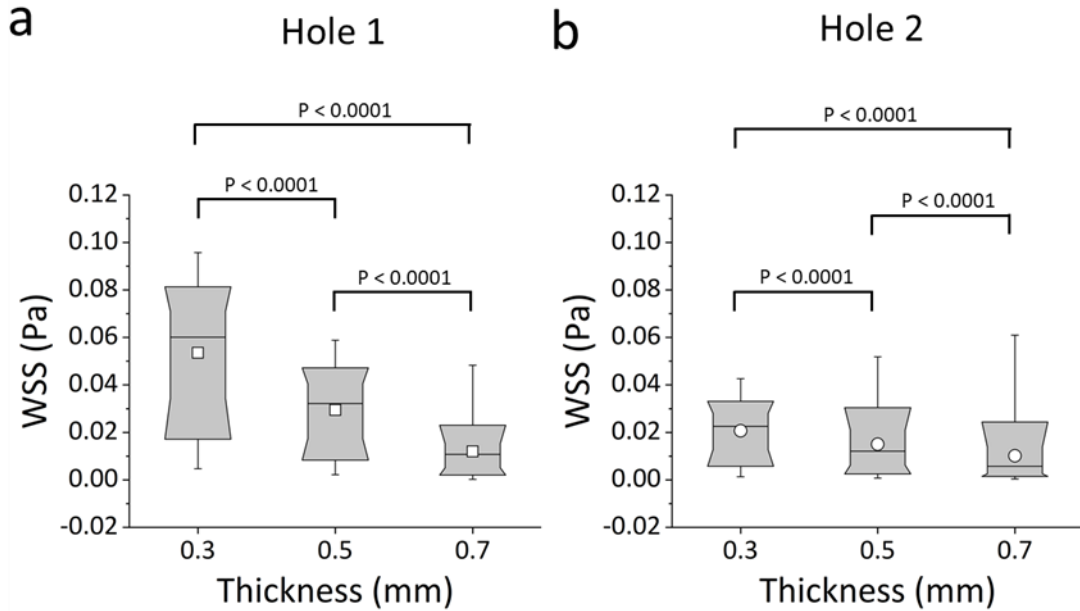 a
Hole 1
P < 0.0001
P < 0.0001
P < 0.0001
WSS (Pa)
0.12
0.10
0.08
0.06
0.04
0.02
0.00
-0.02
0.3 0.5 0.7
Thickness (mm)
b
Hole 2
P < 0.0001
P < 0.0001
P < 0.0001
WSS (Pa)
0.12
0.10
0.08
0.06
0.04
0.02
0.00
-0.02
0.3 0.5 0.7
Thickness (mm)